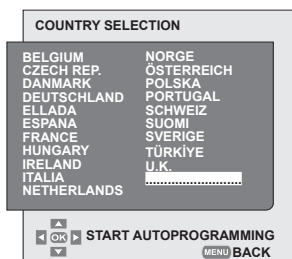 COUNTRY SELECTION
BELGIUM
CZECH REP.
DANMARK
DEUTSCHLAND
ELLADA
ESPANA
FRANCE
HUNGARY
IRELAND
ITALIA
NETHERLANDS
NORGE
ÖSTERREICH
POLSKA
PORTUGAL
SCHWEIZ
SUOMI
SVERIGE
TÜRKİYE
U.K.
..........................
OK START AUTOPROGRAMMING
MENU BACK